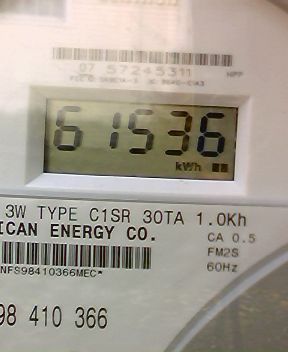 07 57245311 NPP
61536
kWh
3W TYPE C1SR 30TA 1.0Kh
ICAN ENERGY CO.
CA 0.5
FM2S
60Hz
NFS98410366MEC*
98 410 366